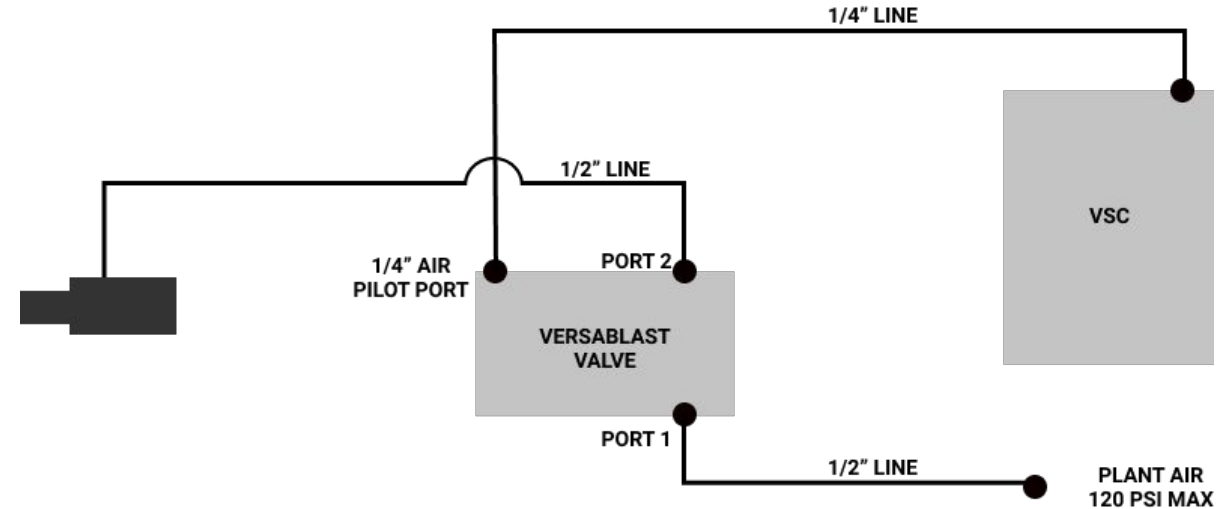 1/4” LINE
1/2” LINE
VSC
1/4” AIR
PILOT PORT
PORT 2
VERSABLAST
VALVE
PORT 1
1/2” LINE
PLANT AIR
120 PSI MAX